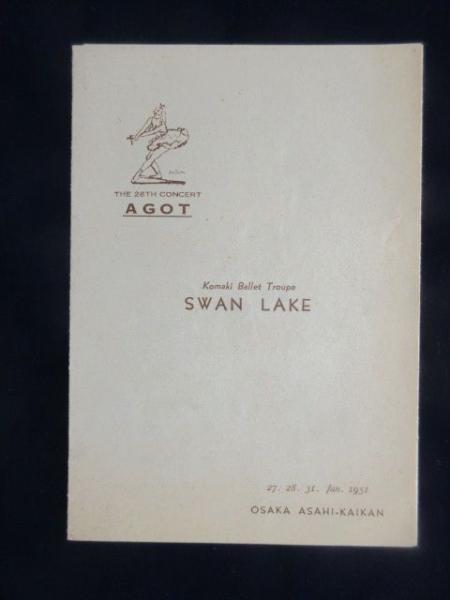 THE 26TH CONCERT
AGOT
Komaki Ballet Troupe
SWAN LAKE
27. 28. 31. Jan. 1951
OSAKA ASAHI-KAIKAN